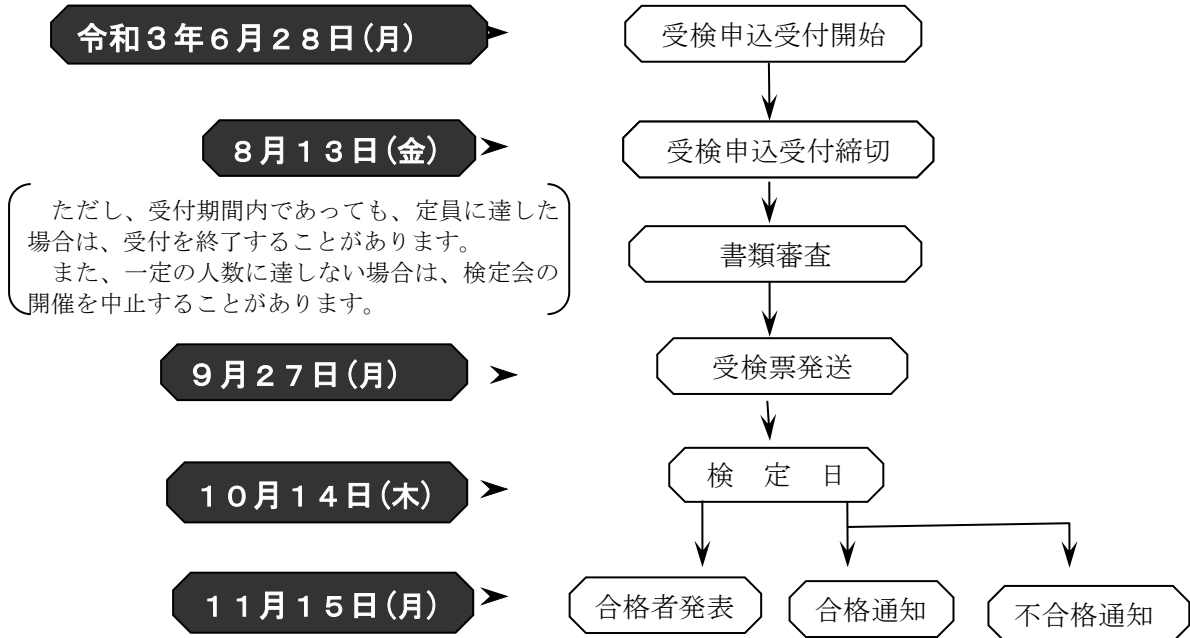 令和３年６月２８日(月)
受検申込受付開始
８月１３日(金)
受検申込受付締切
ただし、受付期間内であっても、定員に達した
場合は、受付を終了することがあります。
また、一定の人数に達しない場合は、検定会の
開催を中止することがあります。
書類審査
９月２７日(月)
受検票発送
１０月１４日(木)
検　定　日
１１月１５日(月)
合格者発表
合格通知
不合格通知